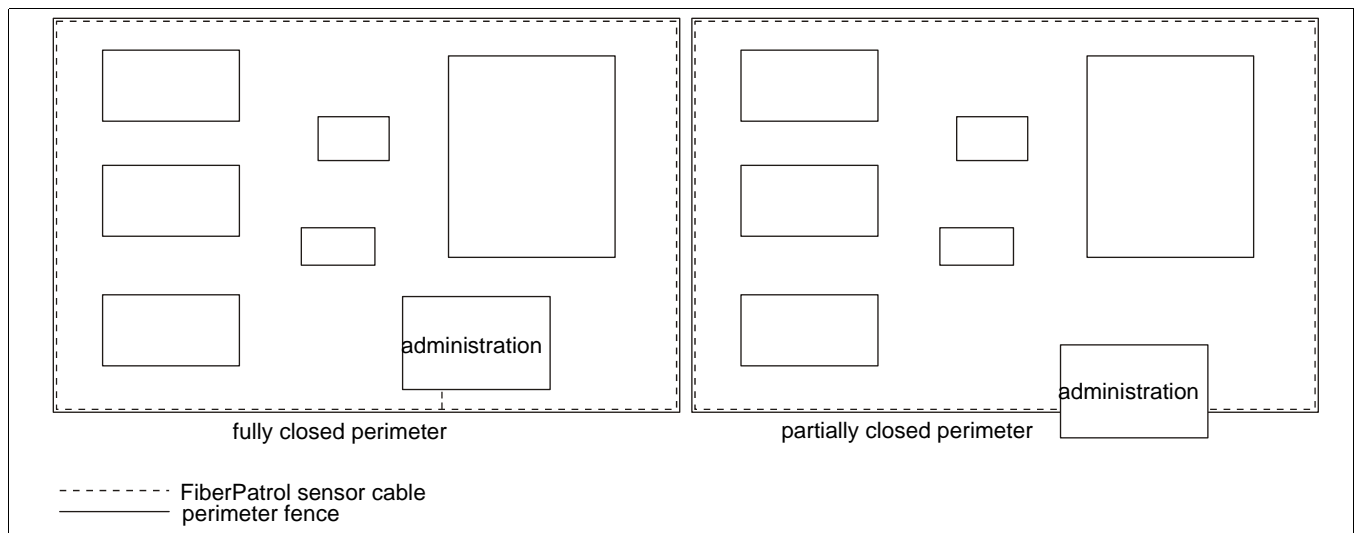 administration
administration
fully closed perimeter
partially closed perimeter
FiberPatrol sensor cable
perimeter fence